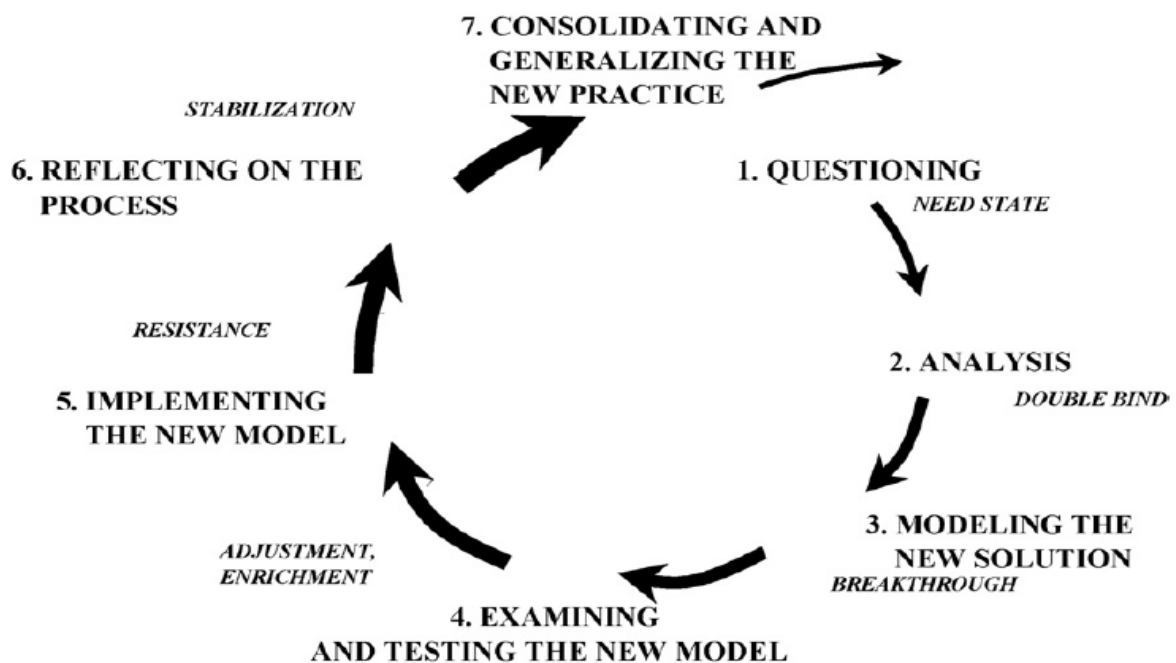 7. CONSOLIDATING AND
GENERALIZING THE
NEW PRACTICE
STABILIZATION
6. REFLECTING ON THE
PROCESS
1. QUESTIONING
NEED STATE
RESISTANCE
2. ANALYSIS
DOUBLE BIND
5. IMPLEMENTING
THE NEW MODEL
3. MODELING THE
NEW SOLUTION
BREAKTHROUGH
ADJUSTMENT,
ENRICHMENT
4. EXAMINING
AND TESTING THE NEW MODEL